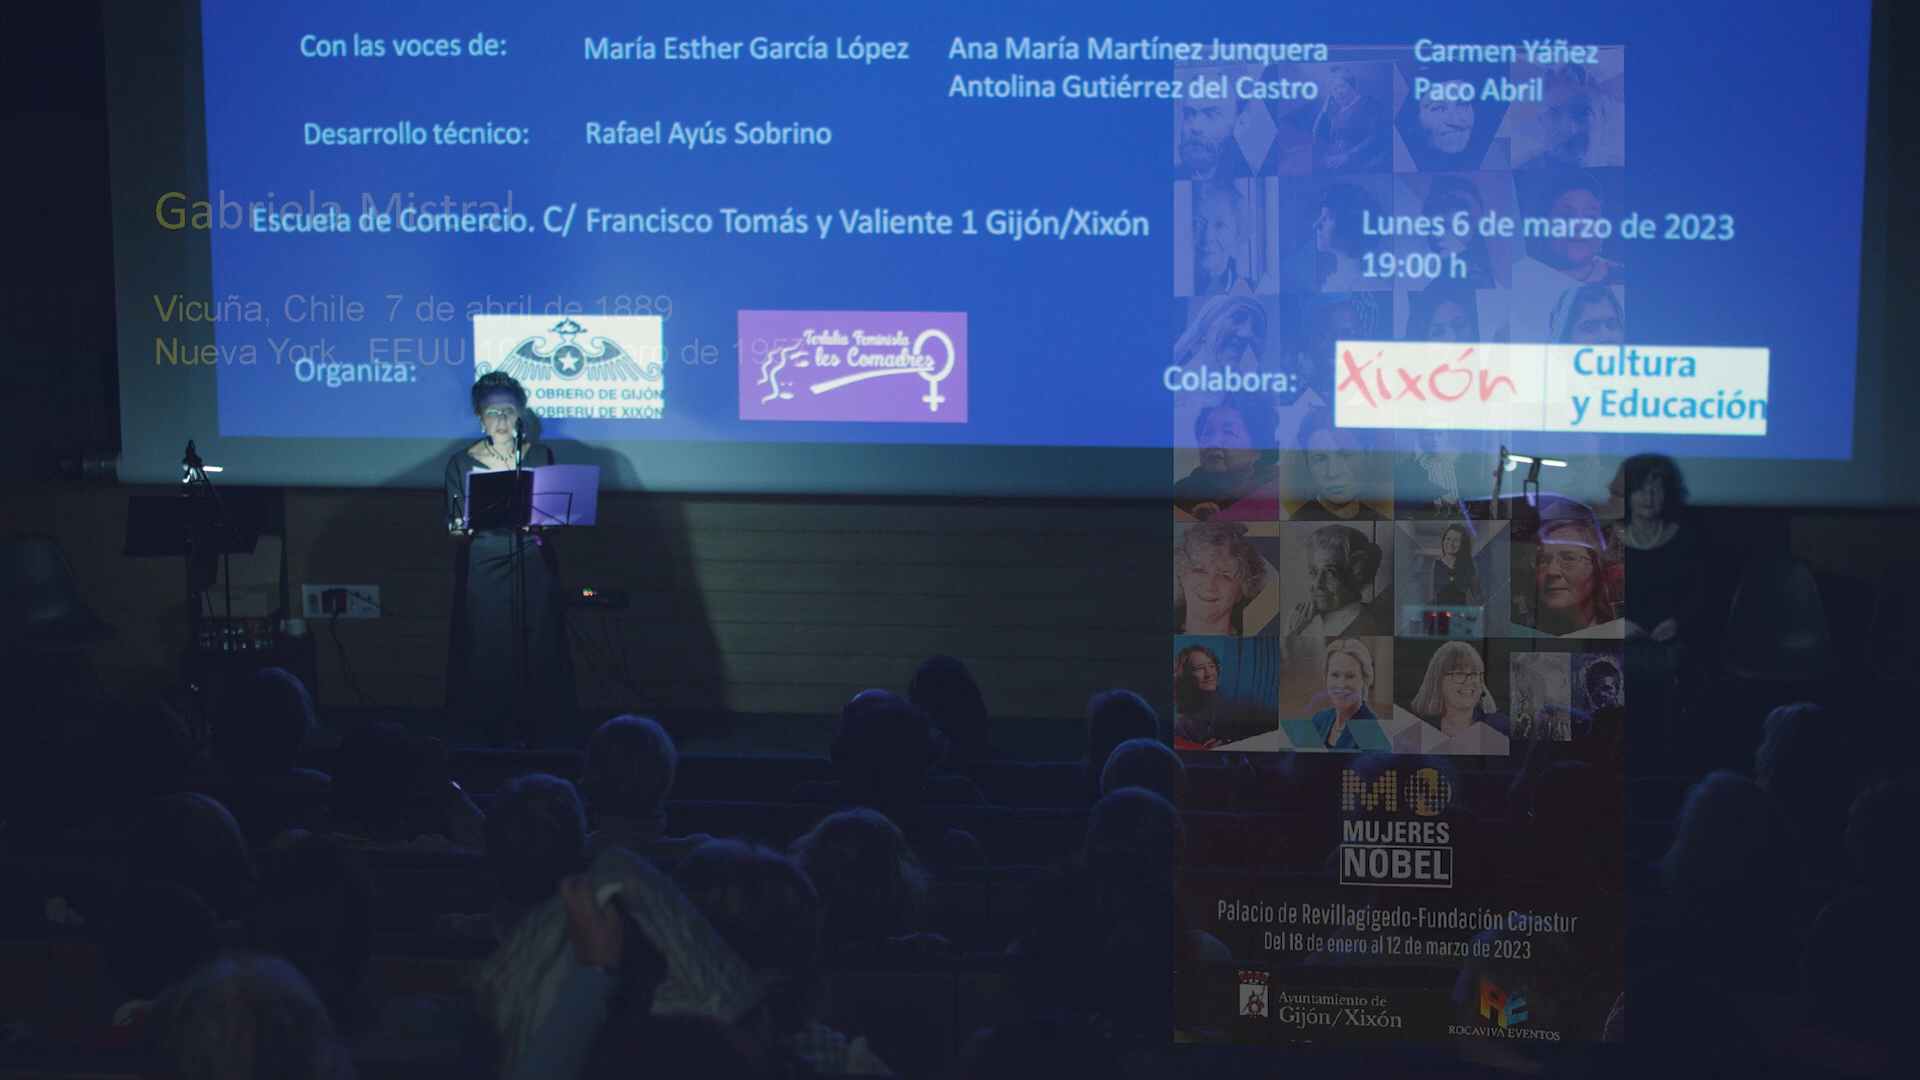 Con las voces de: María Esther García López Ana María Martínez Junquera Carmen Yáñez
Antolina Gutiérrez del Castro Paco Abril
Desarrollo técnico: Rafael Ayús Sobrino
Gabriela Mistral
Escuela de Comercio. C/ Francisco Tomás y Valiente 1 Gijón/Xixón Lunes 6 de marzo de 2023
19:00 h
Vicuña, Chile 7 de abril de 1889
Nueva York, EEUU 10 de
Organiza:
O OBRERO DE GIJÓN
OBRERU DE XIXÓN
Tertulia Feminista
les Comadres
Colabora:
Xixón
Cultura
y Educación
MUJERES
NOBEL
Palacio de Revillagigedo-Fundación Cajastur
Del 18 de enero al 12 de marzo de 2023
Ayuntamiento de
Gijón/Xixón
ROCAVIVA EVENTOS